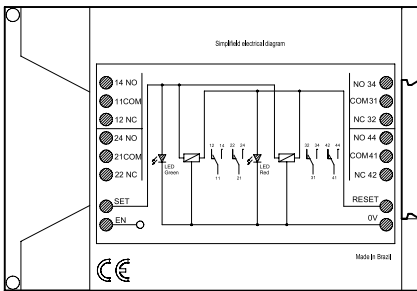 Simplifield electrical diagram
14 NO
11COM
12 NC
24 NO
21COM
22 NC
SET
EN
LED
Green
12 14 22 24
11
21
LED
Red
32 34 42 44
31
41
NO 34
COM31
NC 32
NO 44
COM41
NC 42
RESET
0V
CE
Made In Brazil